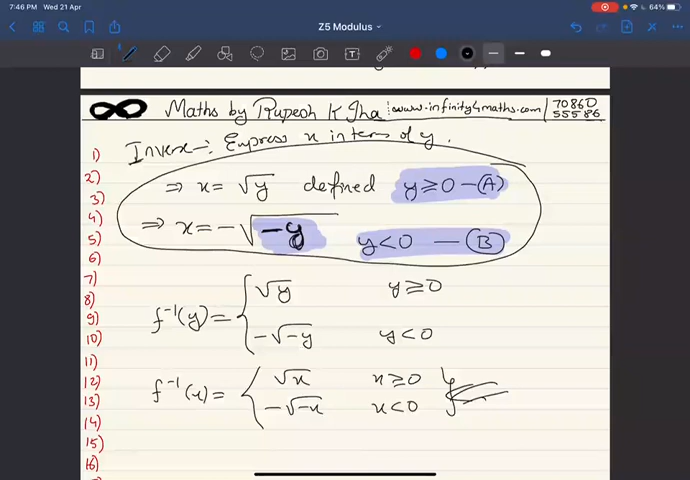 7:46 PM Wed 21 Apr
64%
Z5 Modulus
Maths by Rupesh K Jha
www.infinity4maths.com
70860
55586
Inverse :- Express x in terms of y.
⇒ x = √y defined y ≥ 0 — (A)
⇒ x = -√-y y < 0 — (B)
f⁻¹(y) = { √y y ≥ 0
-√-y y < 0
f⁻¹(x) = { √x x ≥ 0
-√-x x < 0
1)
2)
3)
4)
5)
6)
7)
8)
9)
10)
11)
12)
13)
14)
15)
16)